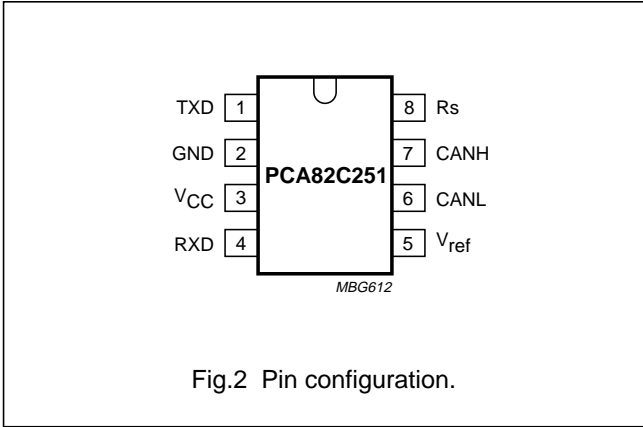 TXD 1
GND 2
VCC 3
RXD 4
PCA82C251
8 Rs
7 CANH
6 CANL
5 Vref
MBG612
Fig.2 Pin configuration.